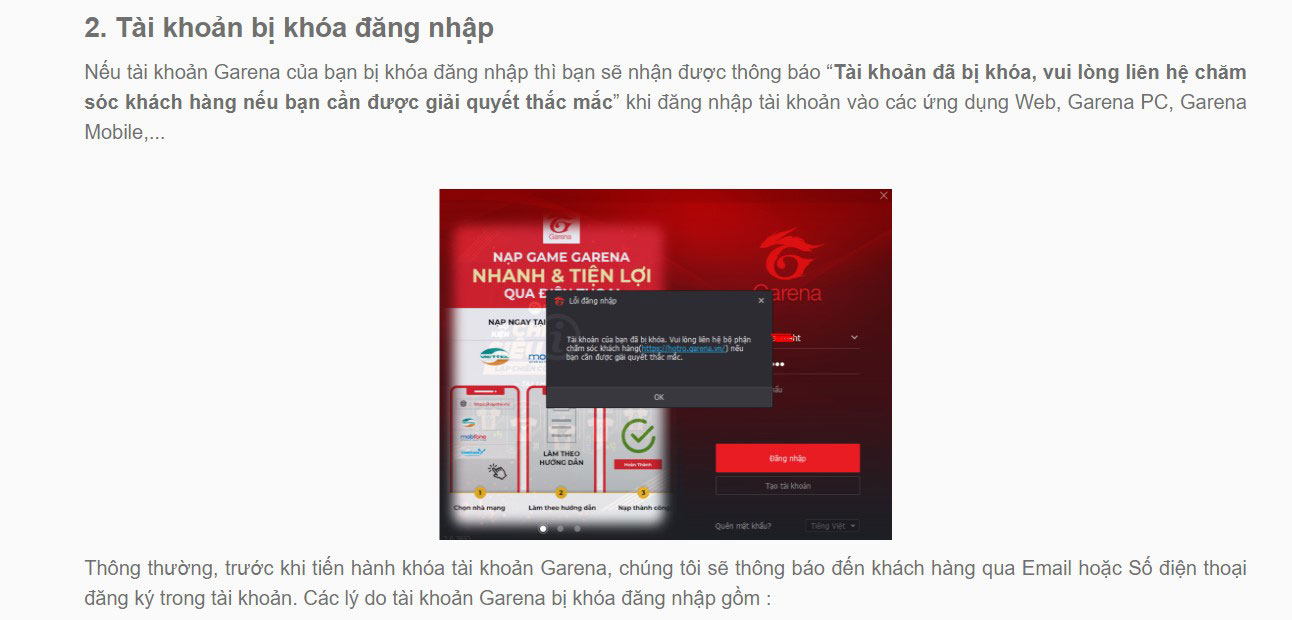 2. Tài khoản bị khóa đăng nhập
Nếu tài khoản Garena của bạn bị khóa đăng nhập thì bạn sẽ nhận được thông báo “Tài khoản đã bị khóa, vui lòng liên hệ chăm
sóc khách hàng nếu bạn cần được giải quyết thắc mắc” khi đăng nhập tài khoản vào các ứng dụng Web, Garena PC, Garena
Mobile,...
Garena
NẠP GAME GARENA
NHANH & TIỆN LỢI
QUA
NẠP NGAY TẠI
viettel
Garena
Lỗi đăng nhập
Tài khoản của bạn đã bị khóa. Vui lòng liên hệ bộ phận
chăm sóc khách hàng(https://hotro.garena.vn/) nếu
bạn cần được giải quyết thắc mắc.
OK
mobifone
LÀM THEO
HƯỚNG DẪN
Hoàn Thành
1
2
3
Chọn nhà mạng
Làm theo hướng dẫn
Nạp thành công
Đăng nhập
Tạo tài khoản
Quên mật khẩu?
Tiếng Việt
Thông thường, trước khi tiến hành khóa tài khoản Garena, chúng tôi sẽ thông báo đến khách hàng qua Email hoặc Số điện thoại
đăng ký trong tài khoản. Các lý do tài khoản Garena bị khóa đăng nhập gồm :